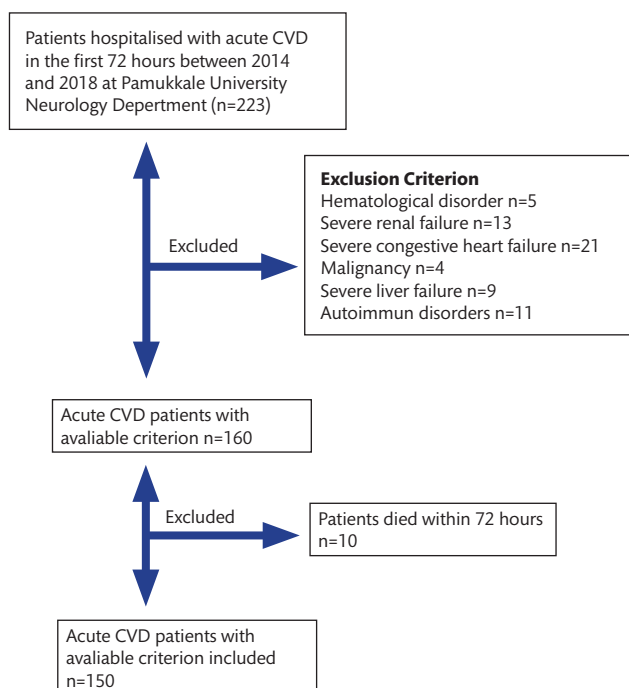 Patients hospitalised with acute CVD
in the first 72 hours between 2014
and 2018 at Pamukkale University
Neurology Depertment (n=223)
Exclusion Criterion
Hematological disorder n=5
Severe renal failure n=13
Severe congestive heart failure n=21
Malignancy n=4
Severe liver failure n=9
Autoimmun disorders n=11
Excluded
Acute CVD patients with
avaliable criterion n=160
Excluded
Patients died within 72 hours
n=10
Acute CVD patients with
avaliable criterion included
n=150